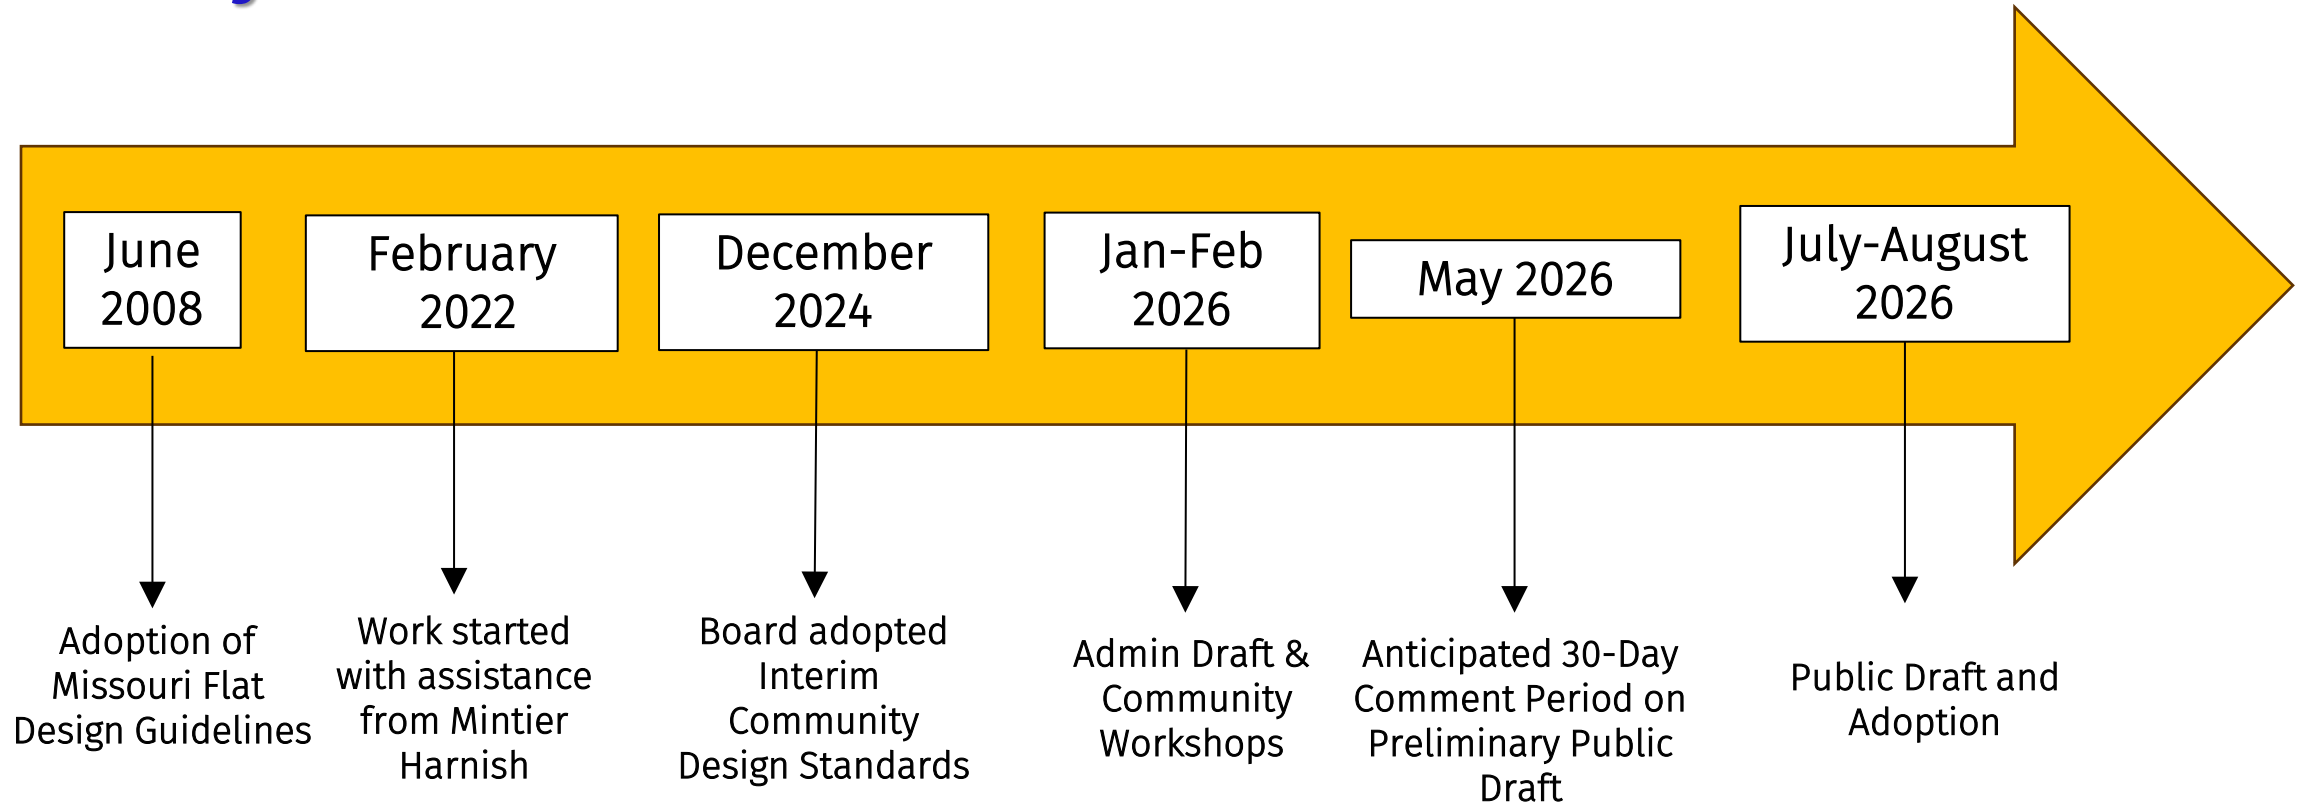 June
2008
February
2022
December
2024
Jan-Feb
2026
May 2026
July-August
2026
Adoption of
Missouri Flat
Design Guidelines
Work started
with assistance
from Mintier
Harnish
Board adopted
Interim
Community
Design Standards
Admin Draft &
Community
Workshops
Anticipated 30-Day
Comment Period on
Preliminary Public
Draft
Public Draft and
Adoption